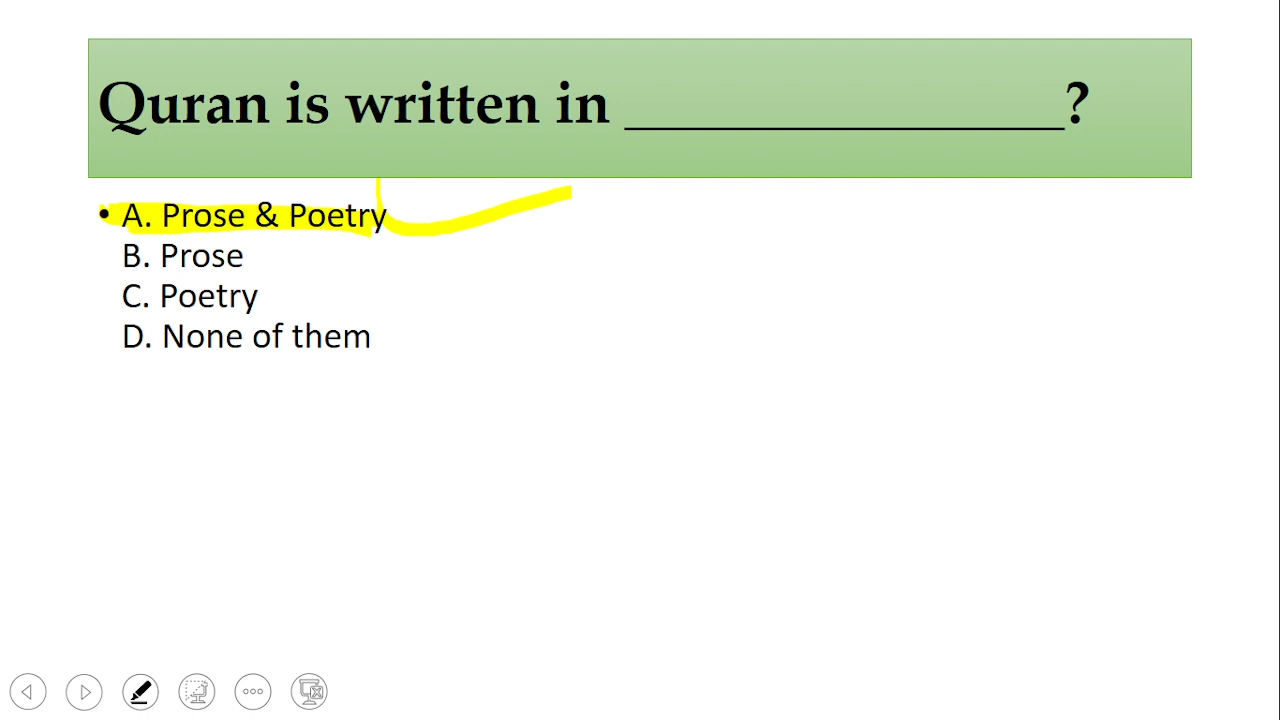 Quran is written in ________________?
• A. Prose & Poetry
B. Prose
C. Poetry
D. None of them